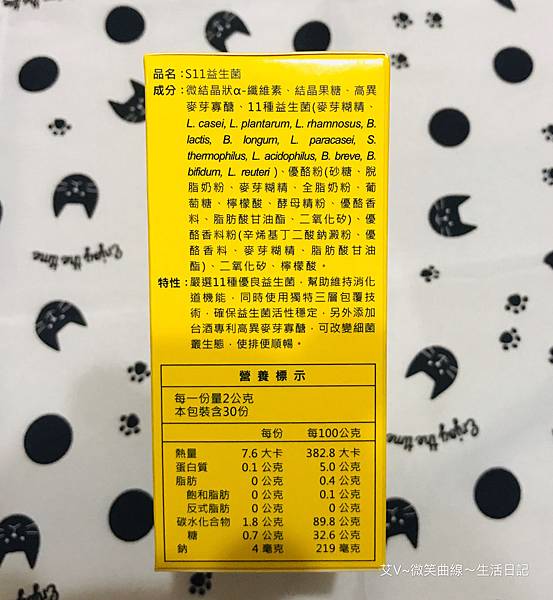 品名：S11益生菌
成分：微結晶狀α-纖維素、結晶果糖、高異
麥芽寡醣、11種益生菌(麥芽糊精、
L. casei, L. plantarum, L. rhamnosus, B.
lactis, B. longum, L. paracasei, S.
thermophilus, L. acidophilus, B. breve, B.
bifidum, L. reuteri )、優酪粉(砂糖、脫
脂奶粉、麥芽糊精、全脂奶粉、葡
萄糖、檸檬酸、酵母精粉、優酪香
料、脂肪酸甘油酯、二氧化矽)、優
酪香料粉(辛烯基丁二酸鈉澱粉、優
酪香料、麥芽糊精、脂肪酸甘油
酯)、二氧化矽、檸檬酸。
特性：嚴選11種優良益生菌，幫助維持消化
道機能，同時使用獨特三層包覆技
術，確保益生菌活性穩定，另外添加
台酒專利高異麥芽寡醣，可改變細菌
叢生態，使排便順暢。
營養標示
每一份量2公克
本包裝含30份
每份 每100公克
熱量 7.6 大卡 382.8 大卡
蛋白質 0.1 公克 5.0 公克
脂肪 0 公克 0.4 公克
飽和脂肪 0 公克 0.1 公克
反式脂肪 0 公克 0 公克
碳水化合物 1.8 公克 89.8 公克
糖 0.7 公克 32.6 公克
鈉 4 毫克 219 毫克
Enjoy the time
Enjoy the time
Enjoy the time
艾V~微笑曲線~生活日記